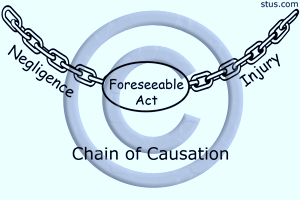 stus.com
Negligence
Foreseeable
Act
Injury
Chain of Causation